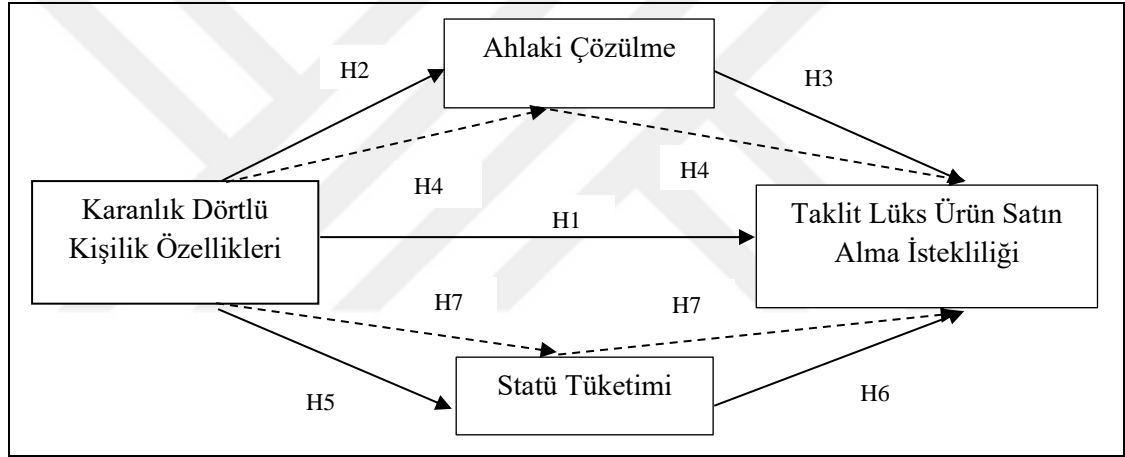 Ahlaki Çözülme
H2
H3
H4
H4
Karanlık Dörtlü
Kişilik Özellikleri
H1
Taklit Lüks Ürün Satın
Alma İstekliliği
H7
H7
Statü Tüketimi
H5
H6